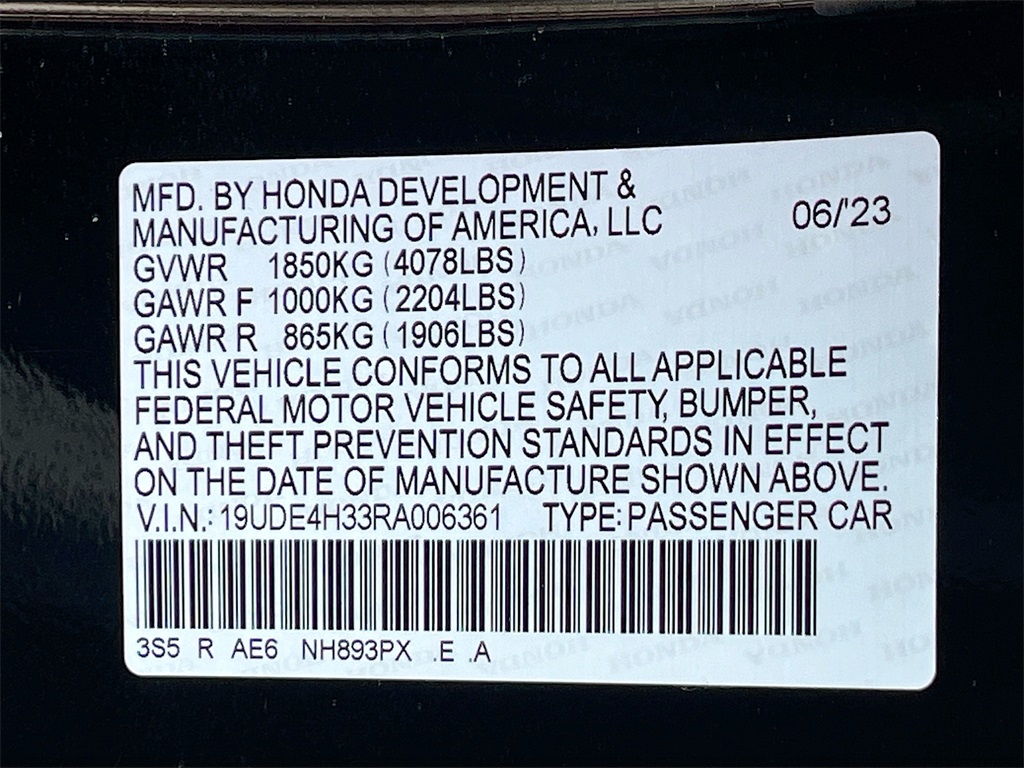 MFD. BY HONDA DEVELOPMENT &
MANUFACTURING OF AMERICA, LLC 06/'23
GVWR 1850KG (4078LBS)
GAWR F 1000KG (2204LBS)
GAWR R 865KG (1906LBS)
THIS VEHICLE CONFORMS TO ALL APPLICABLE
FEDERAL MOTOR VEHICLE SAFETY, BUMPER,
AND THEFT PREVENTION STANDARDS IN EFFECT
ON THE DATE OF MANUFACTURE SHOWN ABOVE.
V.I.N.: 19UDE4H33RA006361 TYPE: PASSENGER CAR
3S5 R AE6 NH893PX .E .A